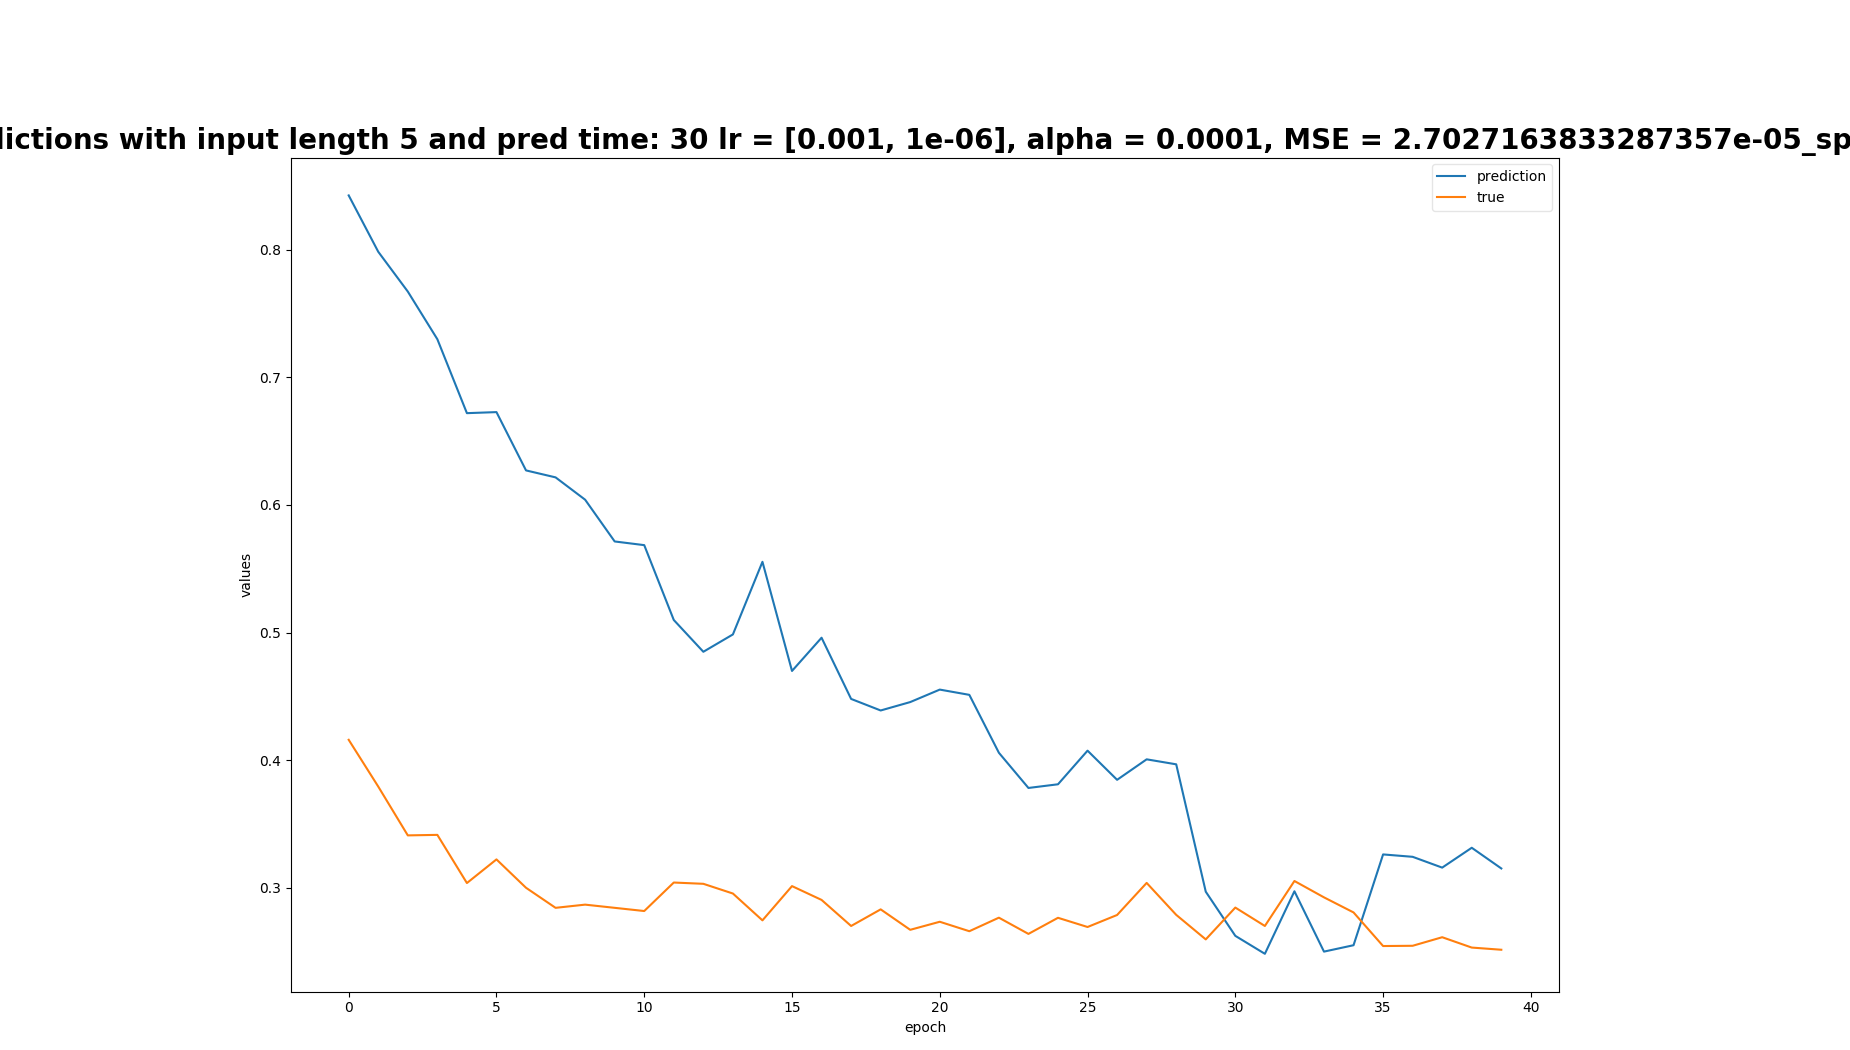 with input length 5 and pred time: 30 lr = [0.001, 1e-06], alpha = 0.0001, MSE = 2.7027163833287357e-05_sp
prediction
true
0.8
0.7
0.6
0.5
0.4
0.3
values
0 5 10 15 20 25 30 35 40
epoch